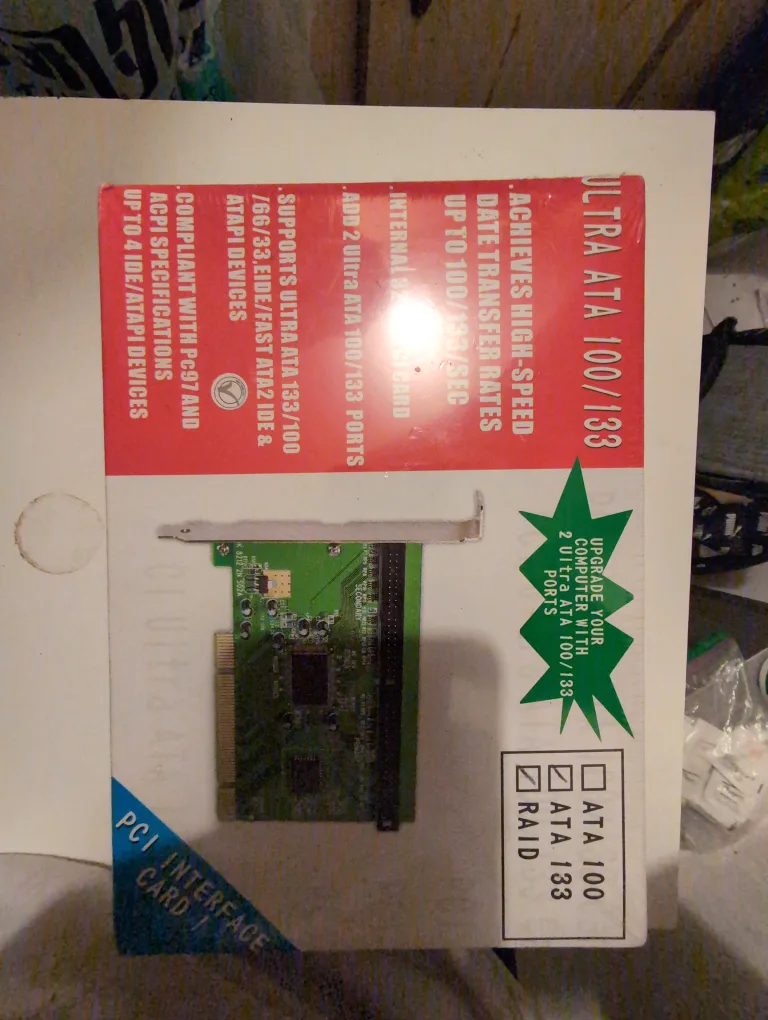 ULTRA ATA 100/133
.ACHIEVES HIGH-SPEED
DATE TRANSFER RATES
UP TO 100/133/SEC
.INTERNAL CARD
.ADD 2 Ultra ATA 100/133 PORTS
.SUPPORTS ULTRA ATA 133/100
/66/33,EIDE/FAST ATA2 IDE &
ATAPI DEVICES
.COMPLIANT WITH PC97 AND
ACPI SPECIFICATIONS
UP TO 4 IDE/ATAPI DEVICES
UPGRADE YOUR
COMPUTER WITH
2 Ultra ATA 100/133
PORTS
ATA 100
ATA 133
RAID
SECONDARY
PCI INTERFACE
CARD /